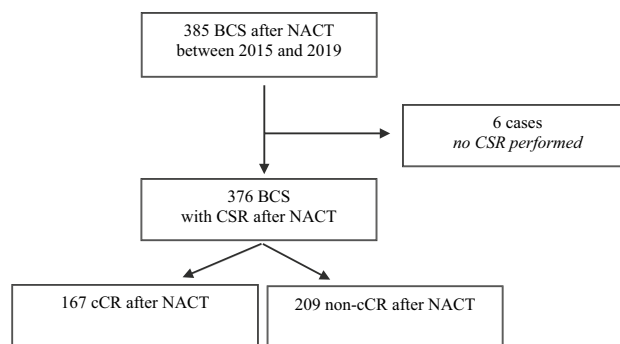 385 BCS after NACT
between 2015 and 2019
6 cases
no CSR performed
376 BCS
with CSR after NACT
167 cCR after NACT
209 non-cCR after NACT